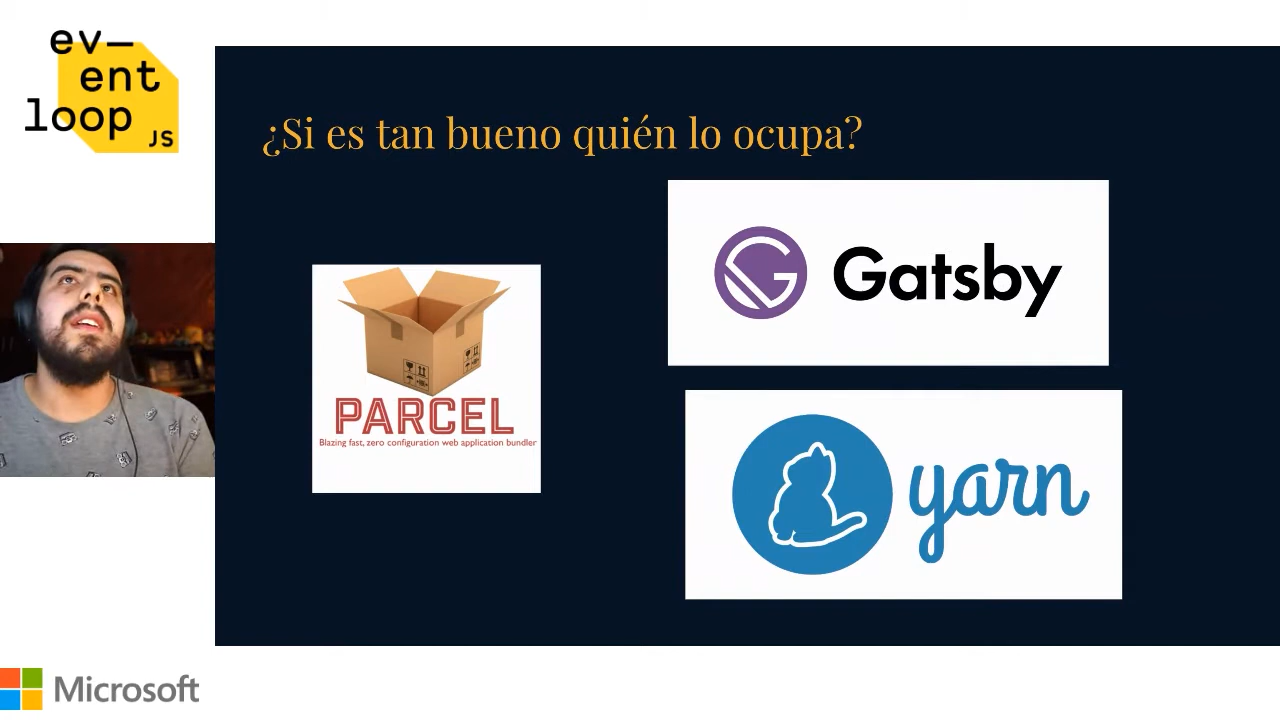 ev—
ent
loop
JS
¿Si es tan bueno quién lo ocupa?
Gatsby
PARCEL
Blazing fast, zero configuration web application bundler
yarn
Microsoft